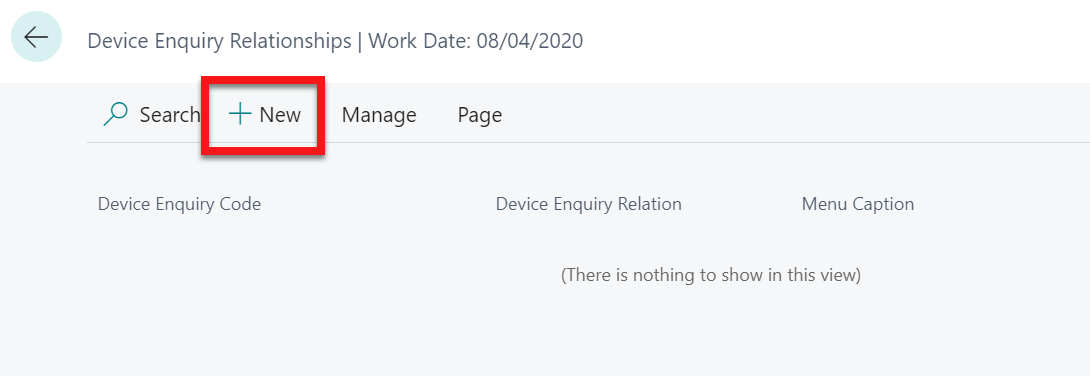 Device Enquiry Relationships | Work Date: 08/04/2020
Search New Manage Page
Device Enquiry Code Device Enquiry Relation Menu Caption
(There is nothing to show in this view)